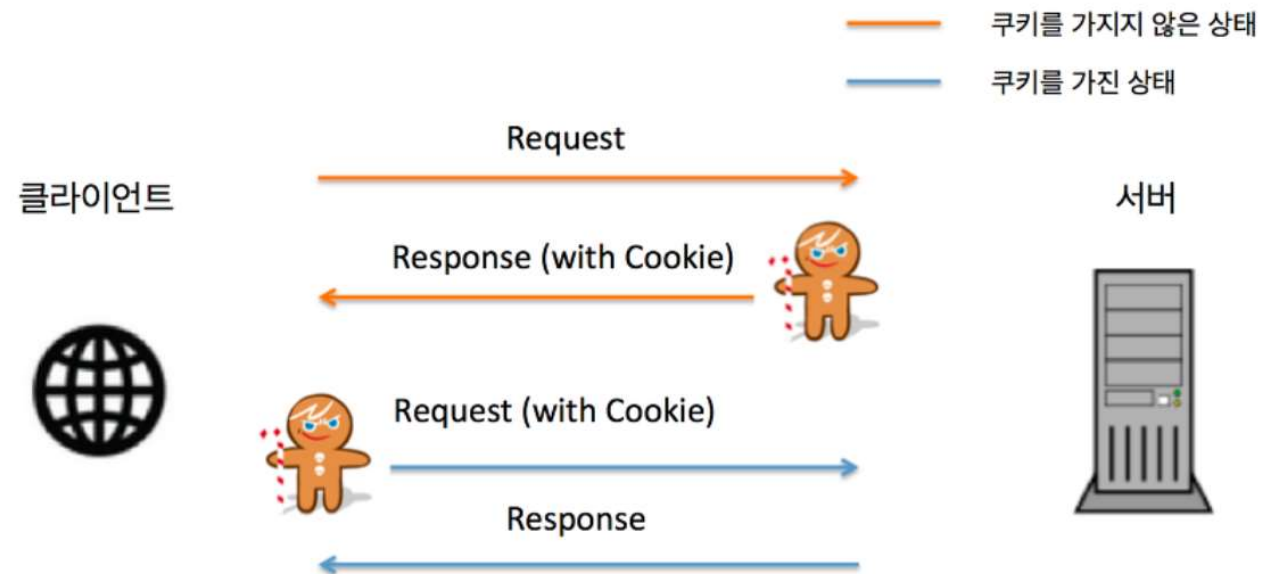 쿠키를 가지지 않은 상태
쿠키를 가진 상태
Request
클라이언트
서버
Response (with Cookie)
Request (with Cookie)
Response